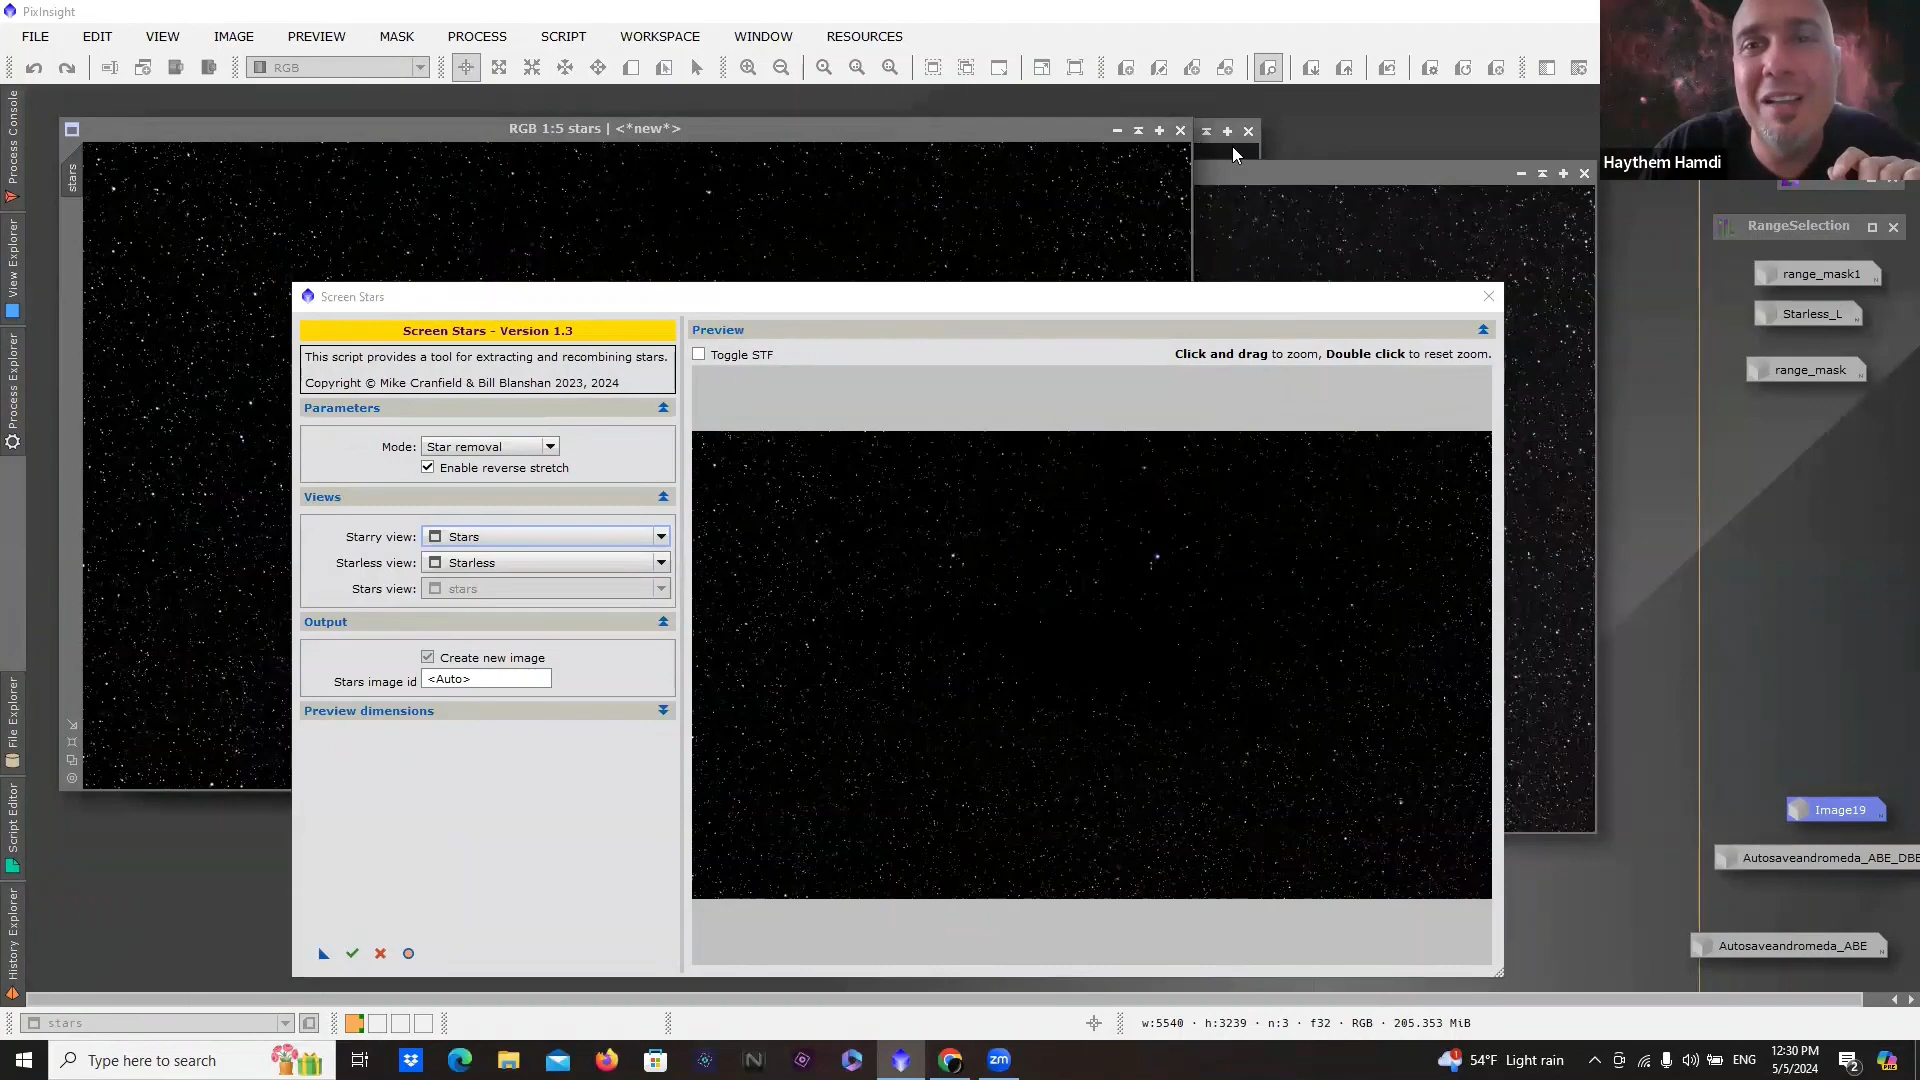 PixInsight
FILE EDIT VIEW IMAGE PREVIEW MASK PROCESS SCRIPT WORKSPACE WINDOW RESOURCES
RGB
Haythem Hamdi
Process Console
View Explorer
Process Explorer
File Explorer
Script Editor
History Explorer
RGB 1:5 stars | <*new*>
stars
RangeSelection
range_mask1
Starless_L
range_mask
Image19
Autosaveandromeda_ABE_DBE
Autosaveandromeda_ABE
Screen Stars
Screen Stars - Version 1.3
This script provides a tool for extracting and recombining stars.
Copyright © Mike Cranfield & Bill Blanshan 2023, 2024
Parameters
Mode: Star removal
Enable reverse stretch
Views
Starry view: Stars
Starless view: Starless
Stars view: stars
Output
Create new image
Stars image id <Auto>
Preview dimensions
Preview
Toggle STF
Click and drag to zoom, Double click to reset zoom.
stars
w:5540 · h:3239 · n:3 · f32 · RGB · 205.353 MiB
Type here to search
zm
54°F Light rain
ENG
12:30 PM
5/5/2024
2